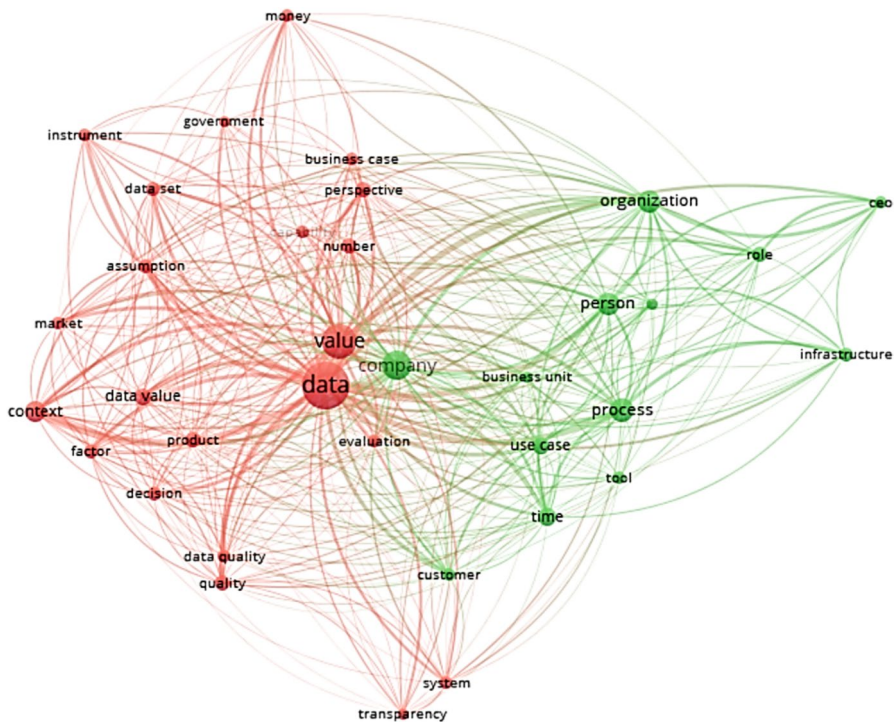 money
government
instrument
business case
data set
perspective
organization
ceo
capability
number
role
assumption
person
market
value
infrastructure
company
business unit
data
data value
context
process
product
evaluation
use case
factor
tool
decision
time
data quality
customer
quality
system
transparency